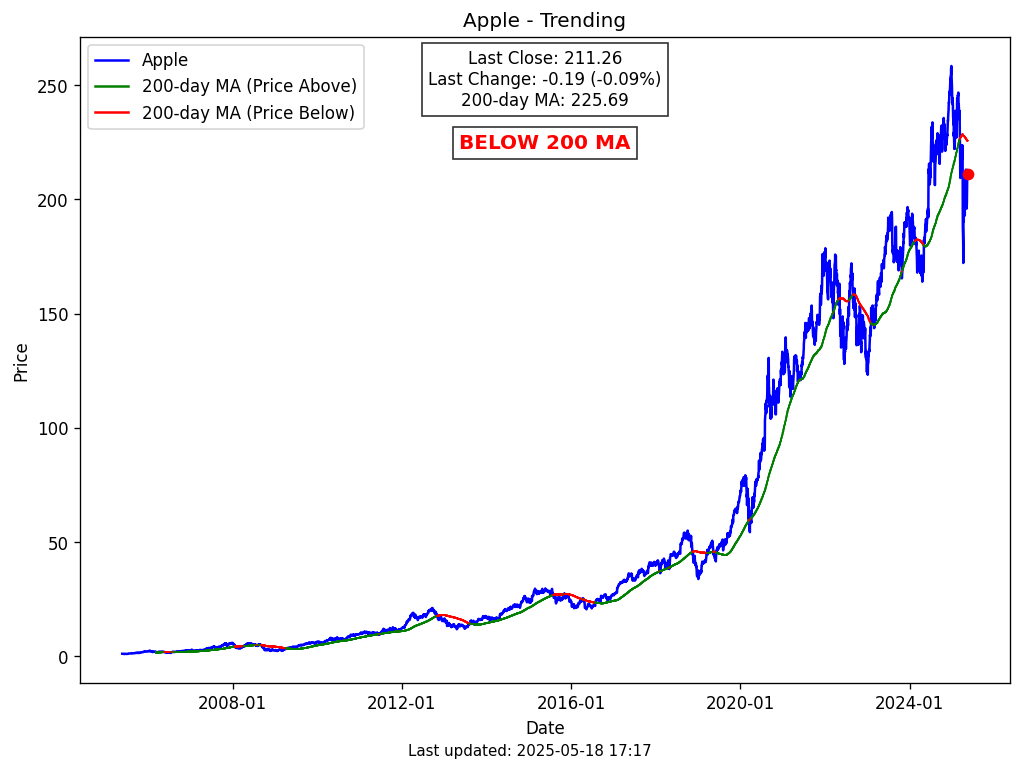 Apple - Trending
Apple
200-day MA (Price Above)
200-day MA (Price Below)
Last Close: 211.26
Last Change: -0.19 (-0.09%)
200-day MA: 225.69
BELOW 200 MA
Price
250
200
150
100
50
0
2008-01
2012-01
2016-01
2020-01
2024-01
Date
Last updated: 2025-05-18 17:17